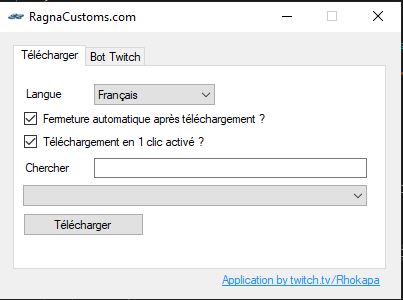 RagnaCustoms.com
Télécharger Bot Twitch
Langue Français
Fermeture automatique après téléchargement ?
Téléchargement en 1 clic activé ?
Chercher
Télécharger
Application by twitch.tv/Rhokapa